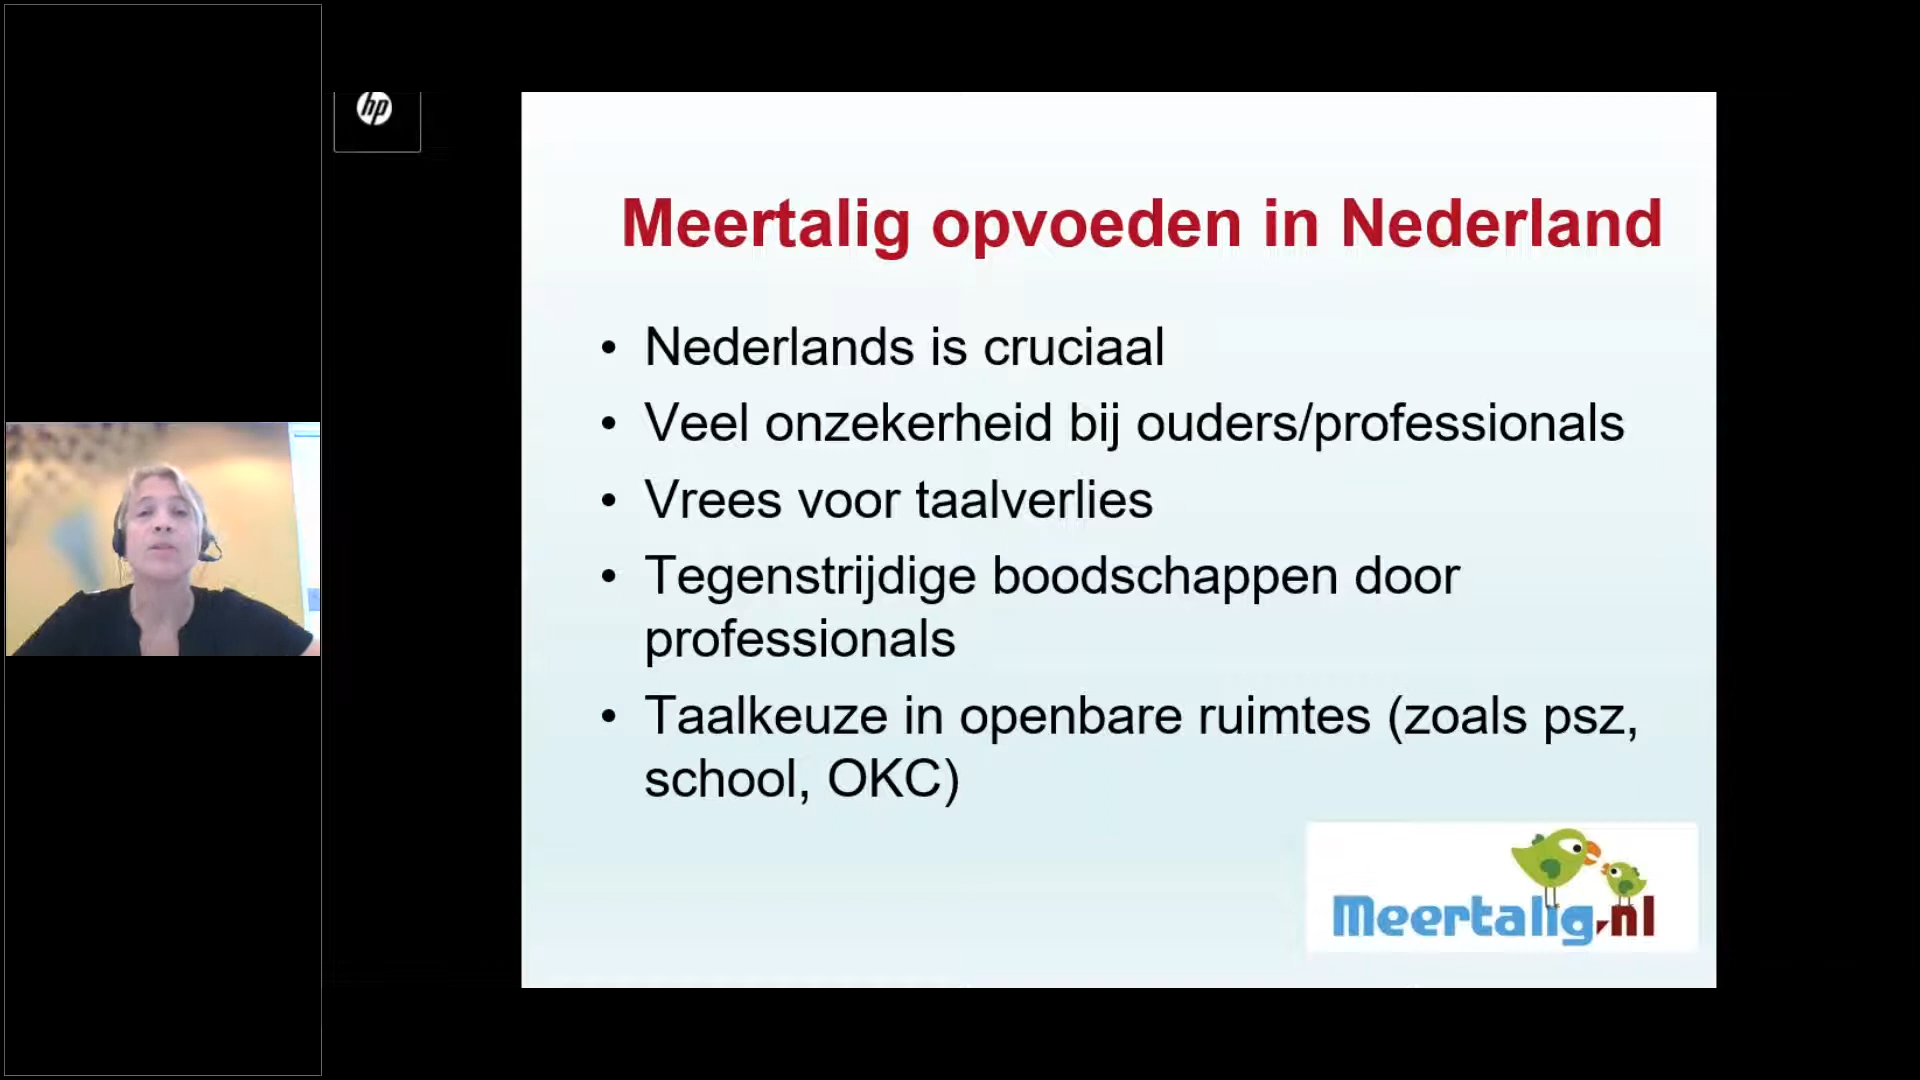 hp
Meertalig opvoeden in Nederland
• Nederlands is cruciaal
• Veel onzekerheid bij ouders/professionals
• Vrees voor taalverlies
• Tegenstrijdige boodschappen door
professionals
• Taalkeuze in openbare ruimtes (zoals psz,
school, OKC)
Meertalig.nl